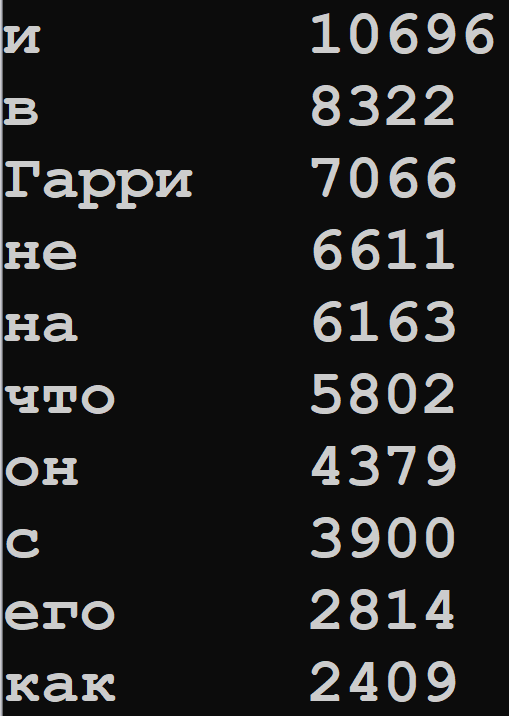 и 10696
в 8322
Гарри 7066
не 6611
на 6163
что 5802
он 4379
с 3900
его 2814
как 2409